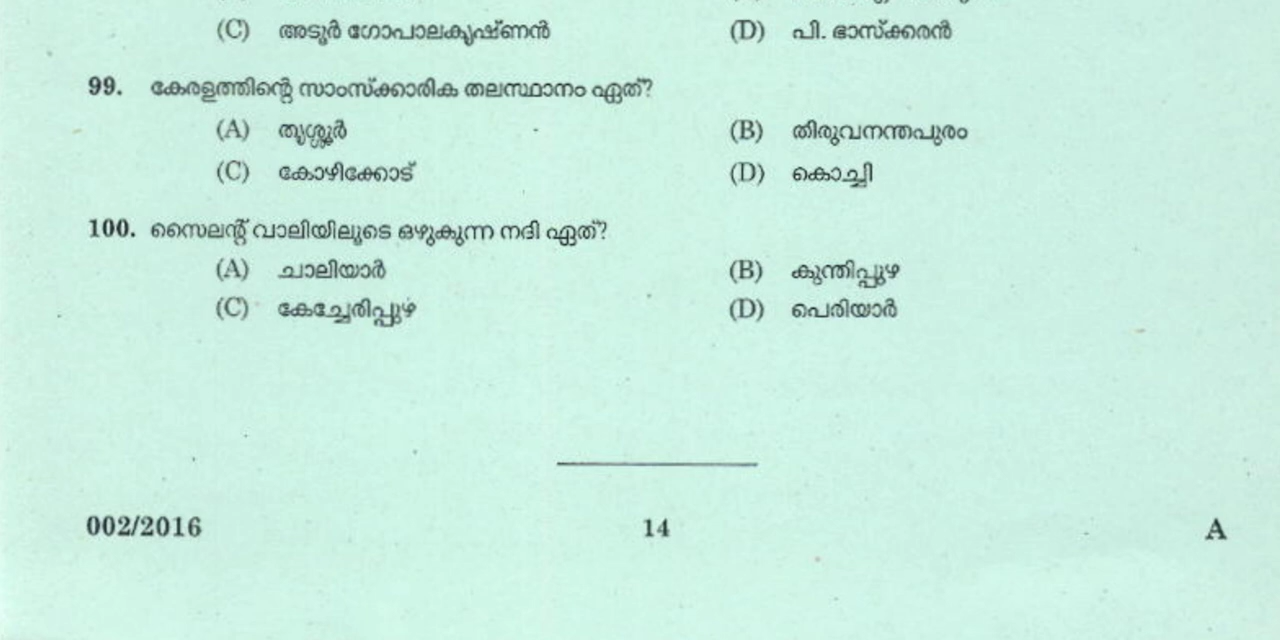 (C) അടൂർ ഗോപാലകൃഷ്ണൻ (D) പി. ഭാസ്ക്കരൻ
99. കേരളത്തിന്റെ സാംസ്ക്കാരിക തലസ്ഥാനം ഏത്?
(A) തൃശ്ശൂർ (B) തിരുവനന്തപുരം
(C) കോഴിക്കോട് (D) കൊച്ചി
100. സൈലന്റ് വാലിയിലൂടെ ഒഴുകുന്ന നദി ഏത്?
(A) ചാലിയാർ (B) കുന്തിപ്പുഴ
(C) കേച്ചേരിപ്പുഴ (D) പെരിയാർ
002/2016 14 A